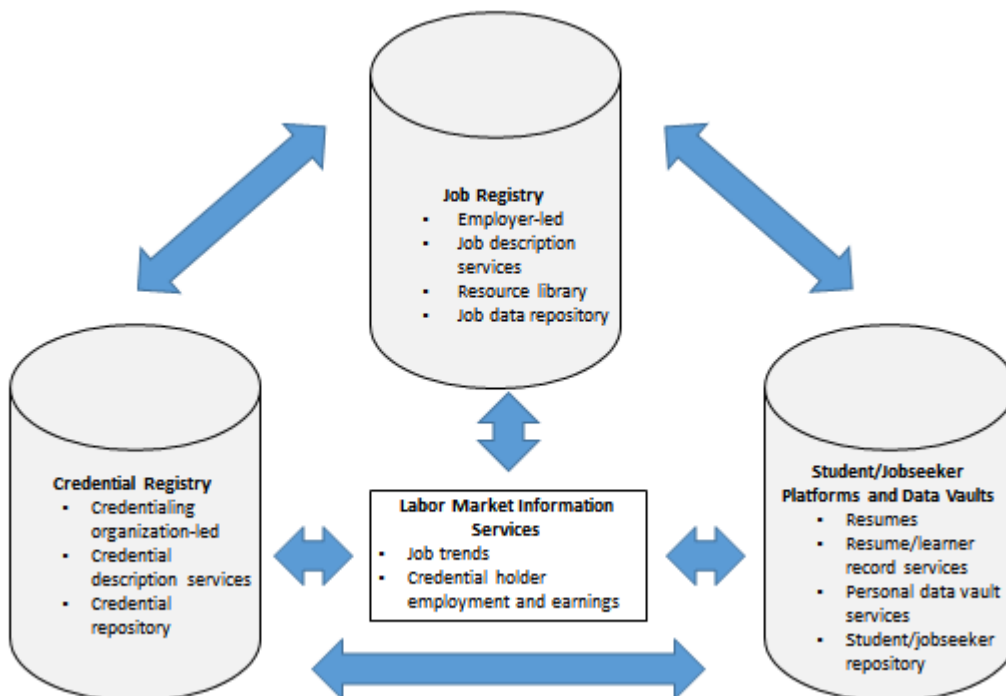 Job Registry
▪ Employer-led
▪ Job description
services
▪ Resource library
▪ Job data repository
Credential Registry
▪ Credentialing
organization-led
▪ Credential
description services
▪ Credential
repository
Labor Market Information
Services
▪ Job trends
▪ Credential holder
employment and earnings
Student/Jobseeker
Platforms and Data Vaults
▪ Resumes
▪ Resume/learner
record services
▪ Personal data vault
services
▪ Student/jobseeker
repository